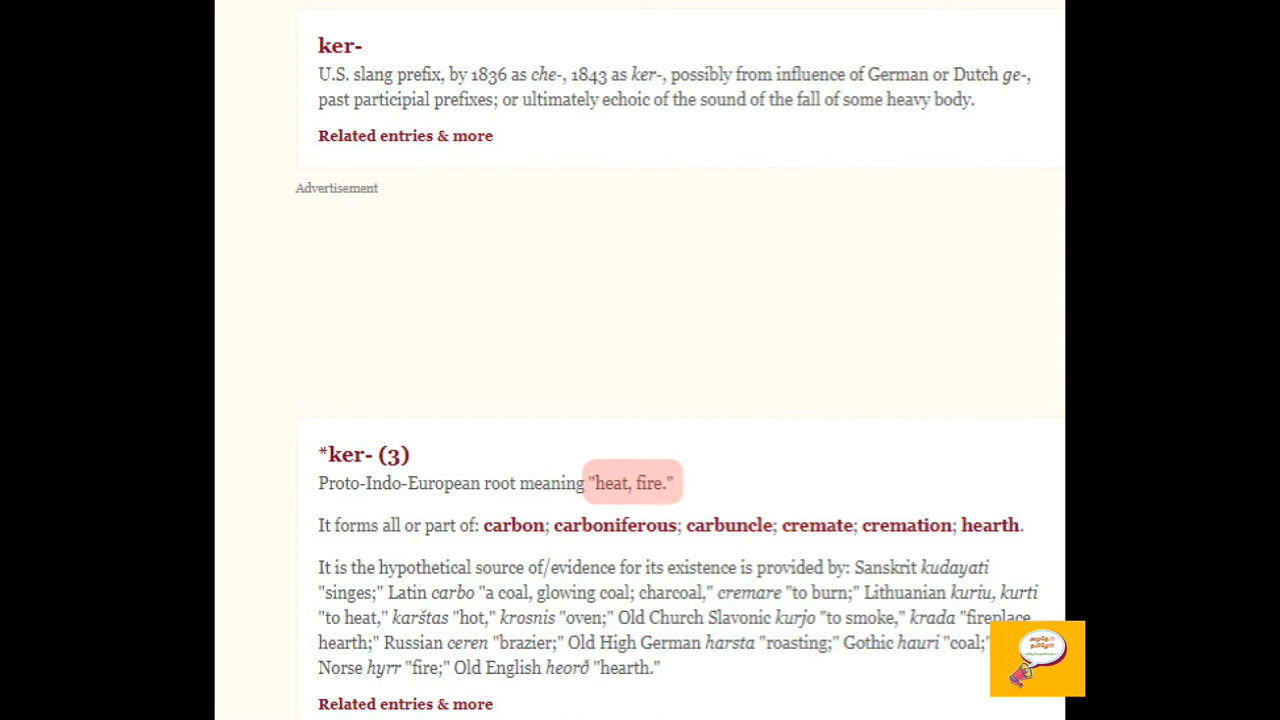 ker-
U.S. slang prefix, by 1836 as che-, 1843 as ker-, possibly from influence of German or Dutch ge-,
past participial prefixes; or ultimately echoic of the sound of the fall of some heavy body.
Related entries & more
Advertisement
*ker- (3)
Proto-Indo-European root meaning "heat, fire."
It forms all or part of: carbon; carboniferous; carbuncle; cremate; cremation; hearth.
It is the hypothetical source of/evidence for its existence is provided by: Sanskrit kudayati
"singes;" Latin carbo "a coal, glowing coal; charcoal," cremare "to burn;" Lithuanian kuriu, kurti
"to heat," karštas "hot," krosnis "oven;" Old Church Slavonic kurjo "to smoke," krada "fireplace,
hearth;" Russian ceren "brazier;" Old High German harsta "roasting;" Gothic hauri "coal;"
Norse hyrr "fire;" Old English heorð "hearth."
Related entries & more
அமுதே !!
தமிழே!!!